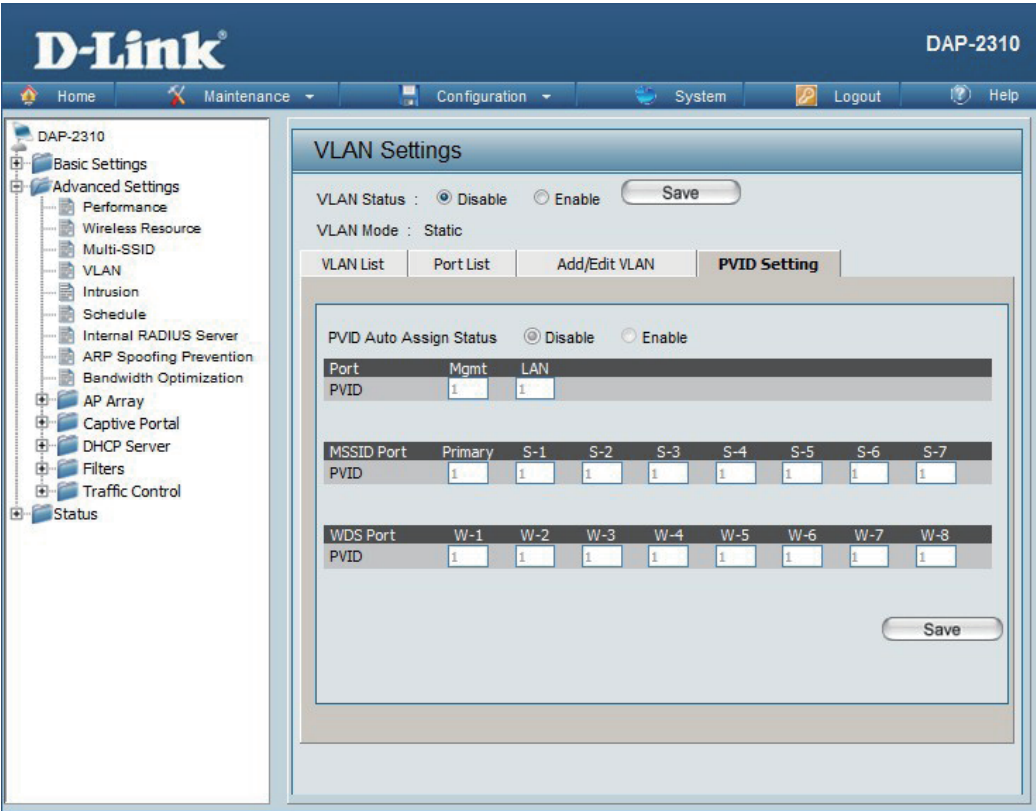 D-Link®
DAP-2310
Home Maintenance Configuration System Logout Help
DAP-2310
Basic Settings
Advanced Settings
Performance
Wireless Resource
Multi-SSID
VLAN
Intrusion
Schedule
Internal RADIUS Server
ARP Spoofing Prevention
Bandwidth Optimization
AP Array
Captive Portal
DHCP Server
Filters
Traffic Control
Status
VLAN Settings
VLAN Status : Disable Enable Save
VLAN Mode : Static
VLAN List Port List Add/Edit VLAN PVID Setting
PVID Auto Assign Status Disable Enable
Port Mgmt LAN
PVID 1 1
MSSID Port Primary S-1 S-2 S-3 S-4 S-5 S-6 S-7
PVID 1 1 1 1 1 1 1 1
WDS Port W-1 W-2 W-3 W-4 W-5 W-6 W-7 W-8
PVID 1 1 1 1 1 1 1 1
Save